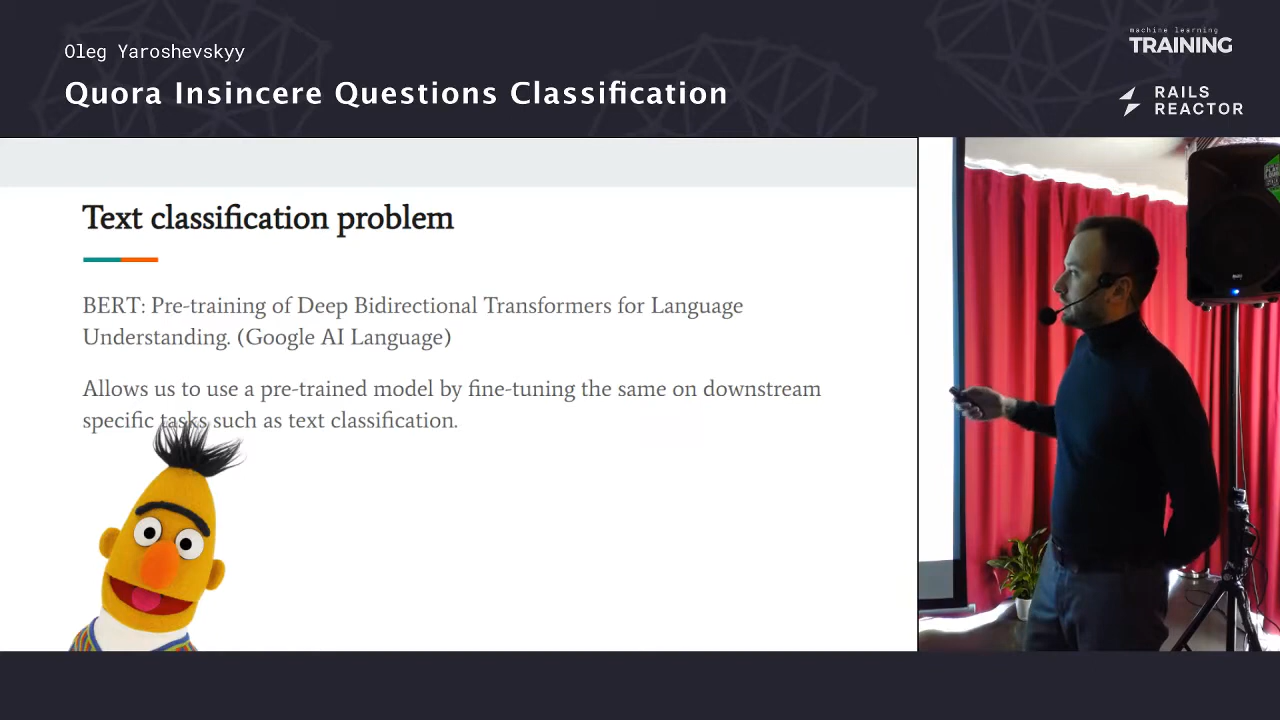 Oleg Yaroshevskyy
Quora Insincere Questions Classification
machine learning
TRAINING
RAILS
REACTOR
Text classification problem
BERT: Pre-training of Deep Bidirectional Transformers for Language
Understanding. (Google AI Language)
Allows us to use a pre-trained model by fine-tuning the same on downstream
specific tasks such as text classification.